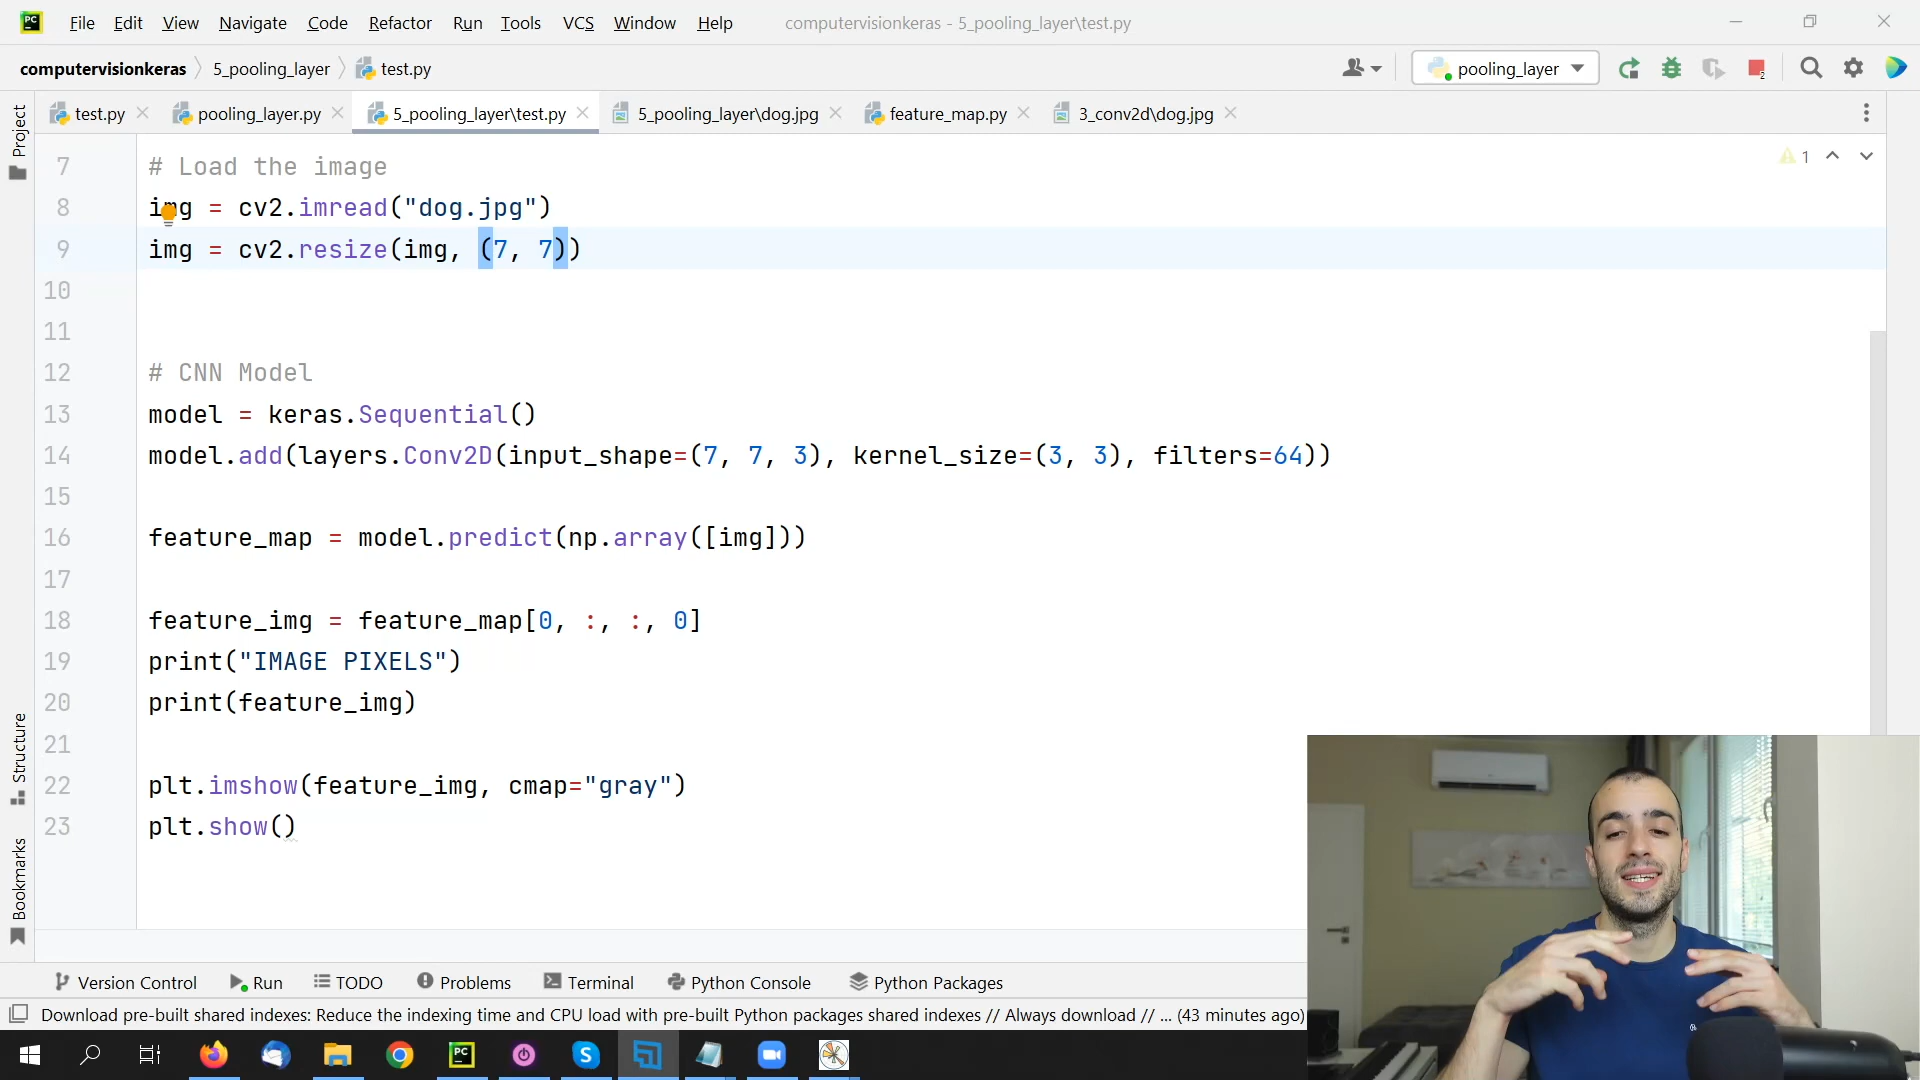 PC File Edit View Navigate Code Refactor Run Tools VCS Window Help computervisionkeras - 5_pooling_layer\test.py
computervisionkeras 5_pooling_layer test.py pooling_layer 2
test.py pooling_layer.py 5_pooling_layer\test.py 5_pooling_layer\dog.jpg feature_map.py 3_conv2d\dog.jpg
Project
Structure
Bookmarks
1
7 # Load the image
8 img = cv2.imread("dog.jpg")
9 img = cv2.resize(img, (7, 7))
10
11
12 # CNN Model
13 model = keras.Sequential()
14 model.add(layers.Conv2D(input_shape=(7, 7, 3), kernel_size=(3, 3), filters=64))
15
16 feature_map = model.predict(np.array([img]))
17
18 feature_img = feature_map[0, :, :, 0]
19 print("IMAGE PIXELS")
20 print(feature_img)
21
22 plt.imshow(feature_img, cmap="gray")
23 plt.show()
Version Control Run TODO Problems Terminal Python Console Python Packages
Download pre-built shared indexes: Reduce the indexing time and CPU load with pre-built Python packages shared indexes // Always download // ... (43 minutes ago)
PC S